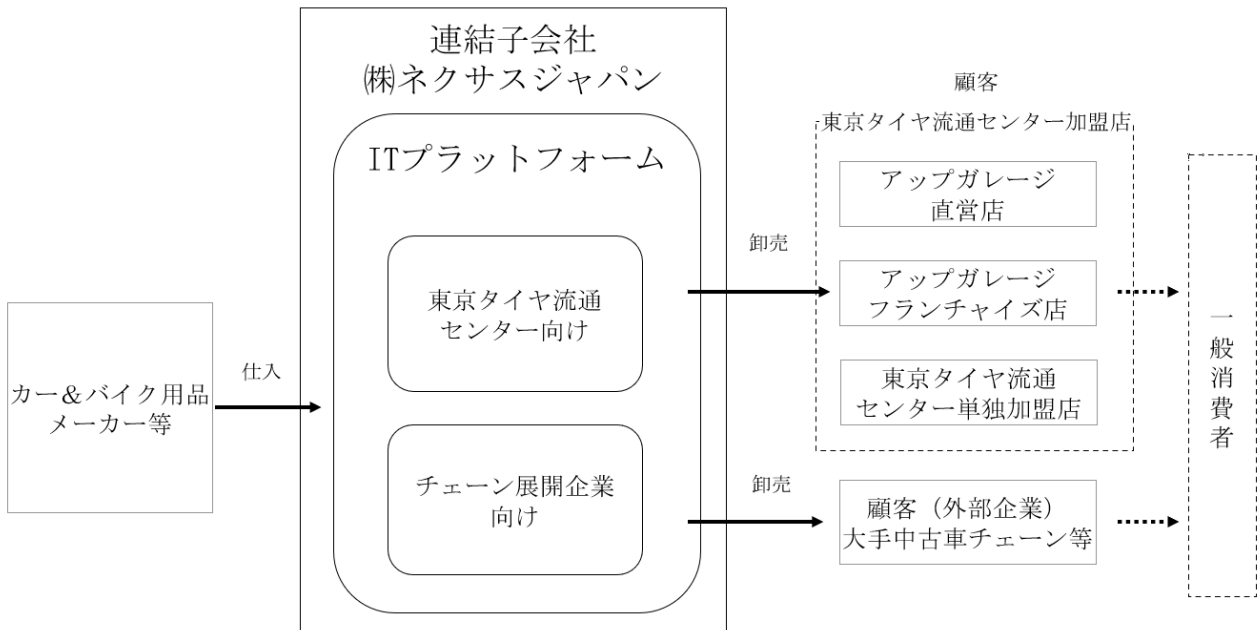 連結子会社
㈱ネクサスジャパン
ITプラットフォーム
東京タイヤ流通
センター向け
チェーン展開企業
向け
カー＆バイク用品
メーカー等
仕入
卸売
卸売
顧客
東京タイヤ流通センター加盟店
アップガレージ
直営店
アップガレージ
フランチャイズ店
東京タイヤ流通
センター単独加盟店
顧客（外部企業）
大手中古車チェーン等
一般消費者